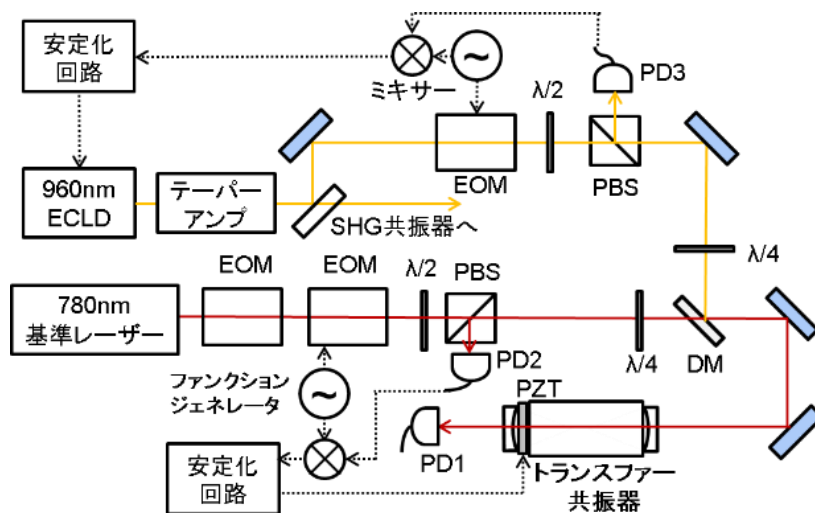 安定化
回路
ミキサー
PD3
λ/2
960nm
ECLD
テーパー
アンプ
EOM
PBS
SHG共振器へ
λ/4
EOM
EOM
λ/2
PBS
780nm
基準レーザー
PD2
λ/4
DM
ファンクション
ジェネレータ
PZT
PD1
安定化
回路
トランスファー
共振器